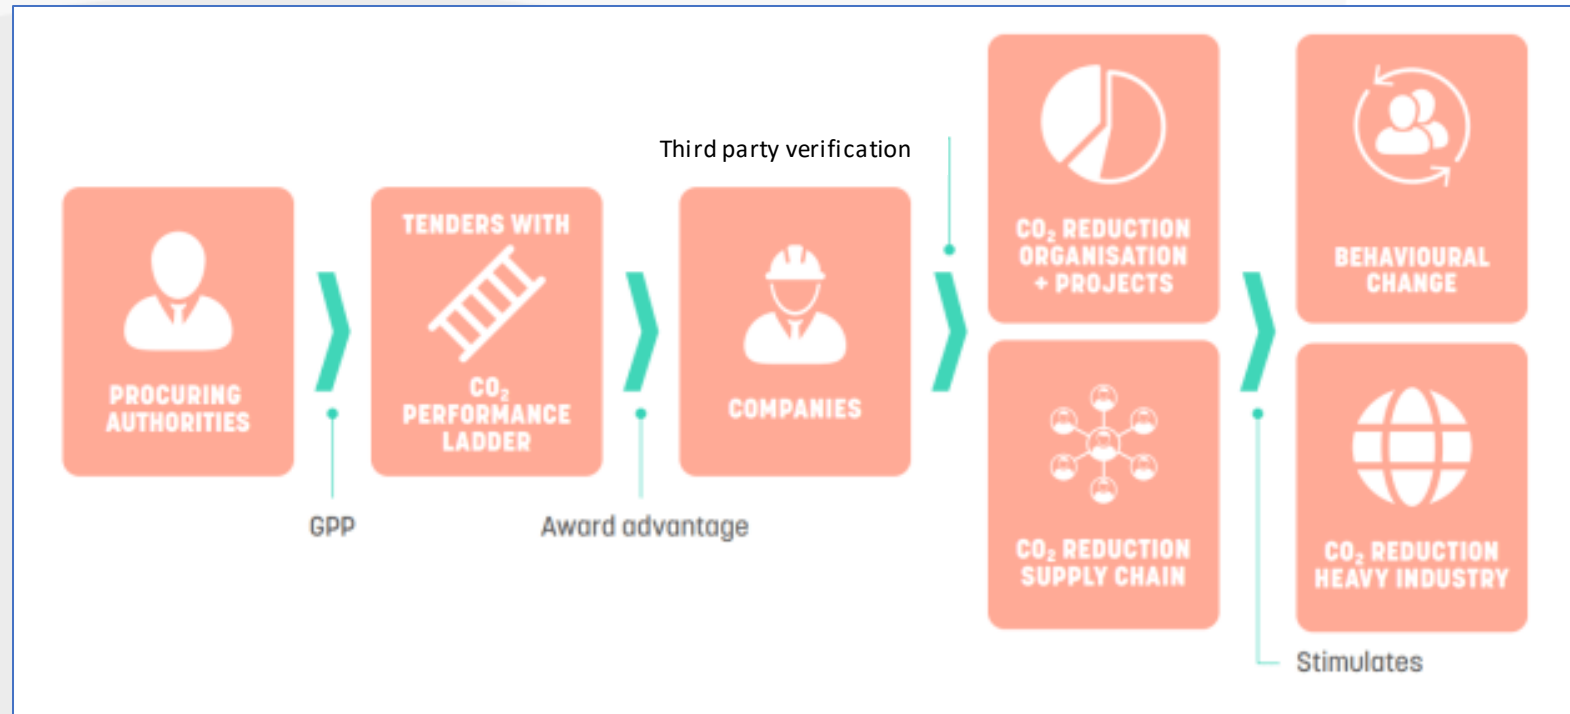 Third party verification
PROCURING
AUTHORITIES
GPP
TENDERS WITH
CO₂
PERFORMANCE
LADDER
Award advantage
COMPANIES
CO₂ REDUCTION
ORGANISATION
+ PROJECTS
CO₂ REDUCTION
SUPPLY CHAIN
BEHAVIOURAL
CHANGE
CO₂ REDUCTION
HEAVY INDUSTRY
Stimulates